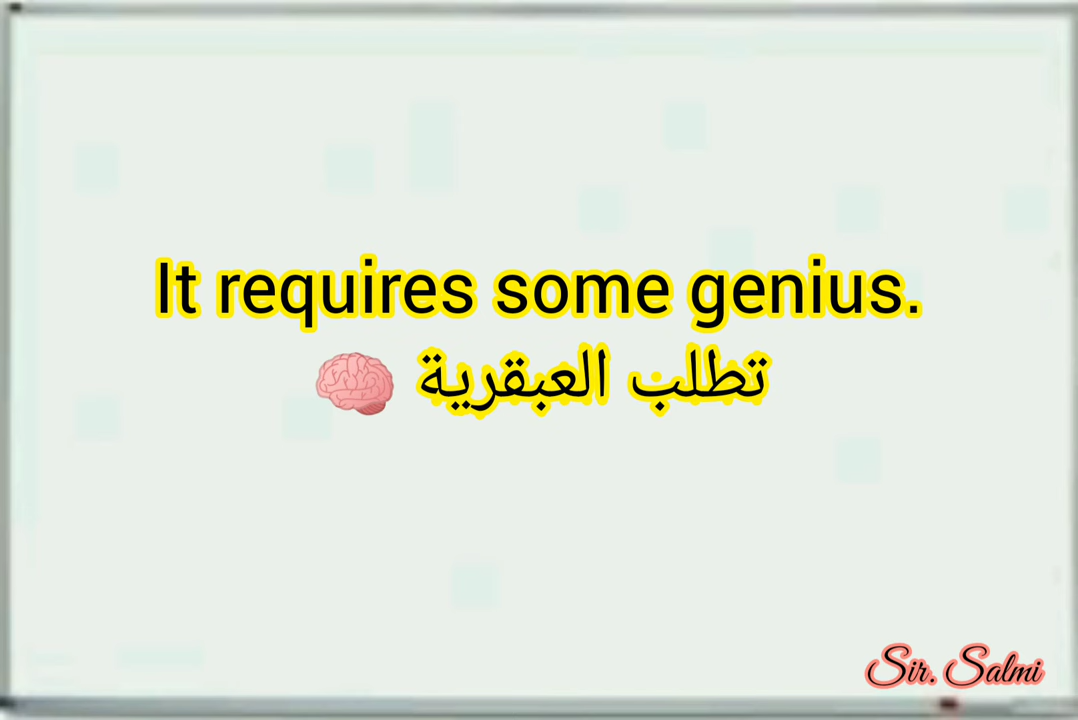 It requires some genius.
تطلب العبقرية 🧠
Sir. Salmi